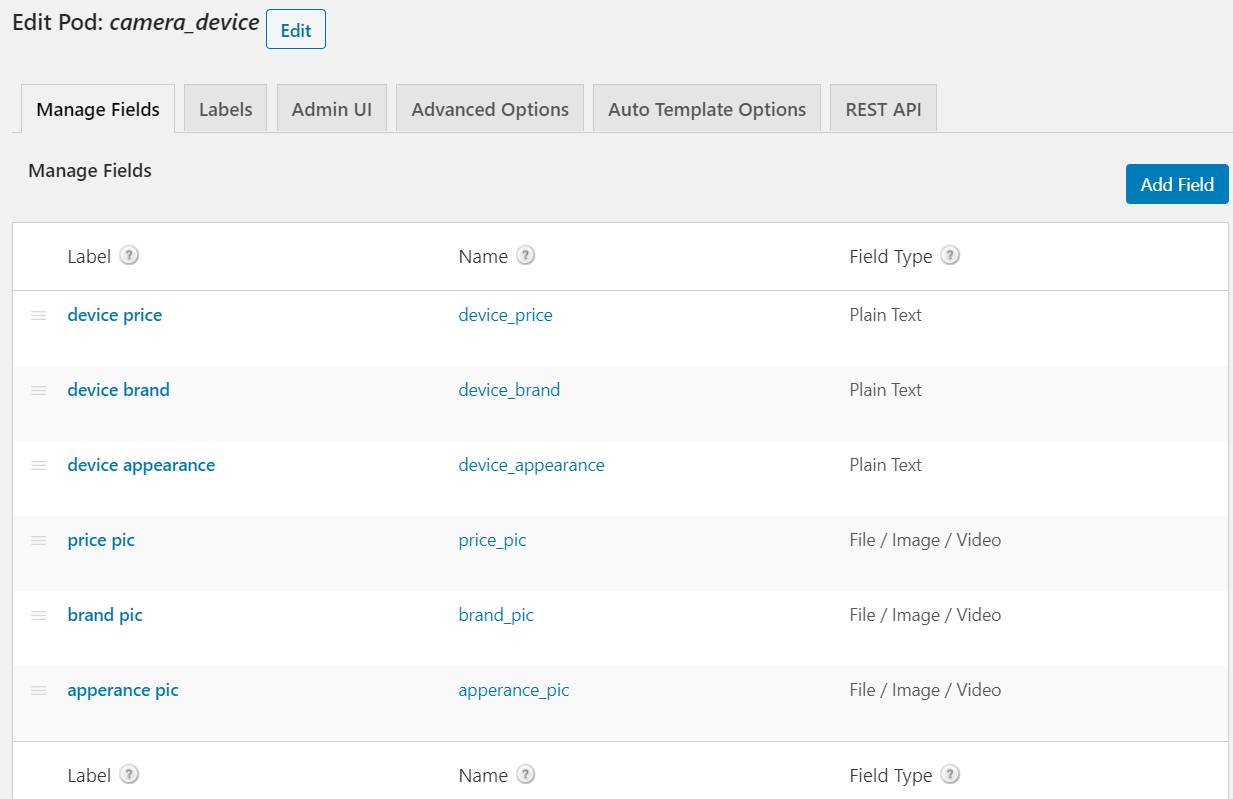 Edit Pod: camera_device Edit
Manage Fields Labels Admin UI Advanced Options Auto Template Options REST API
Manage Fields
Add Field
Label ? Name ? Field Type ?
device price device_price Plain Text
device brand device_brand Plain Text
device appearance device_appearance Plain Text
price pic price_pic File / Image / Video
brand pic brand_pic File / Image / Video
apperance pic apperance_pic File / Image / Video
Label ? Name ? Field Type ?